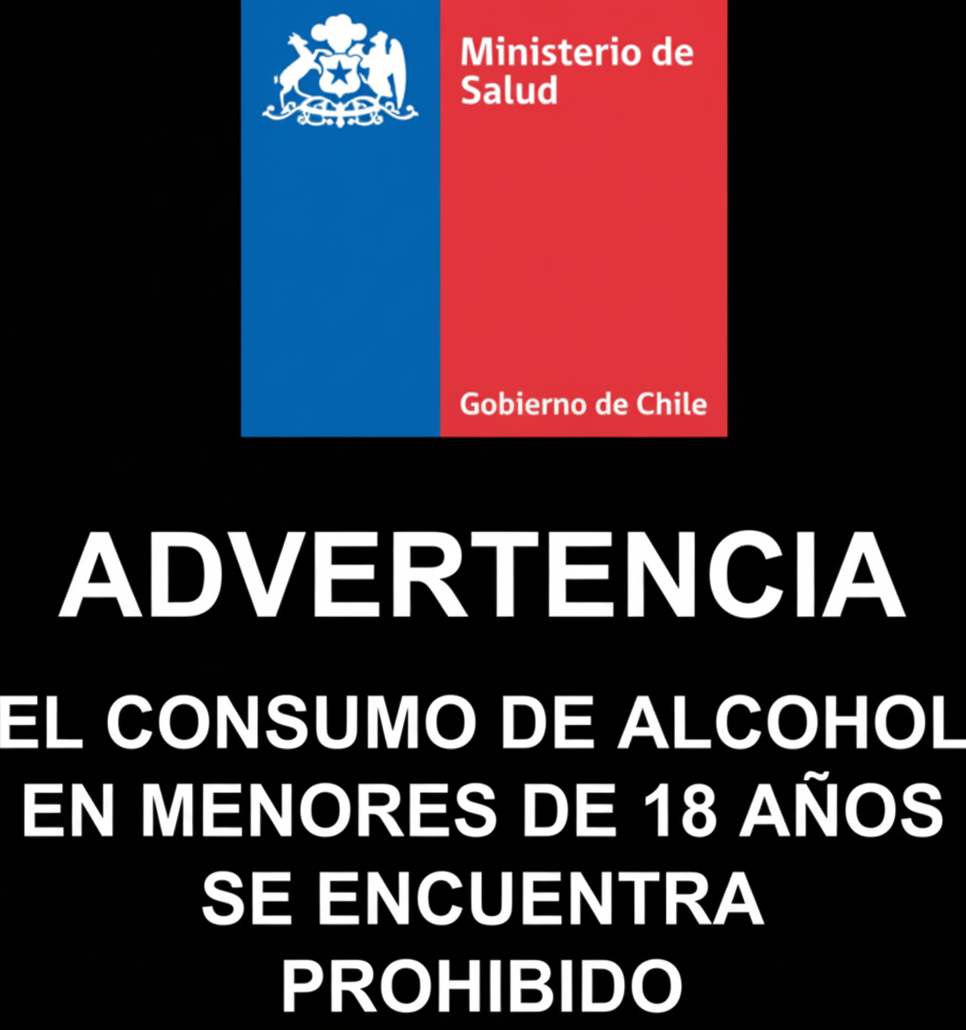 Ministerio de
Salud
Gobierno de Chile
ADVERTENCIA
EL CONSUMO DE ALCOHOL
EN MENORES DE 18 AÑOS
SE ENCUENTRA
PROHIBIDO